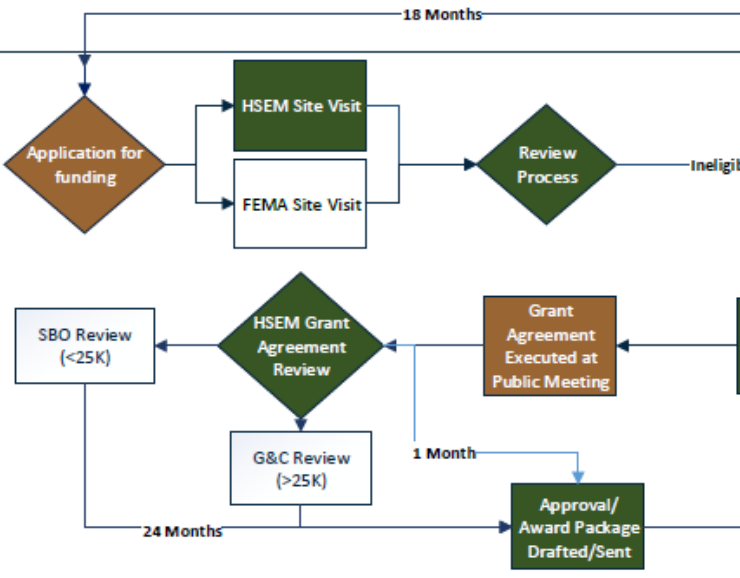 18 Months
Application for
funding
HSEM Site Visit
FEMA Site Visit
Review
Process
SBO Review
(<25K)
HSEM Grant
Agreement
Review
Grant
Agreement
Executed at
Public Meeting
G&C Review
(>25K)
1 Month
24 Months
Approval/
Award Package
Drafted/Sent